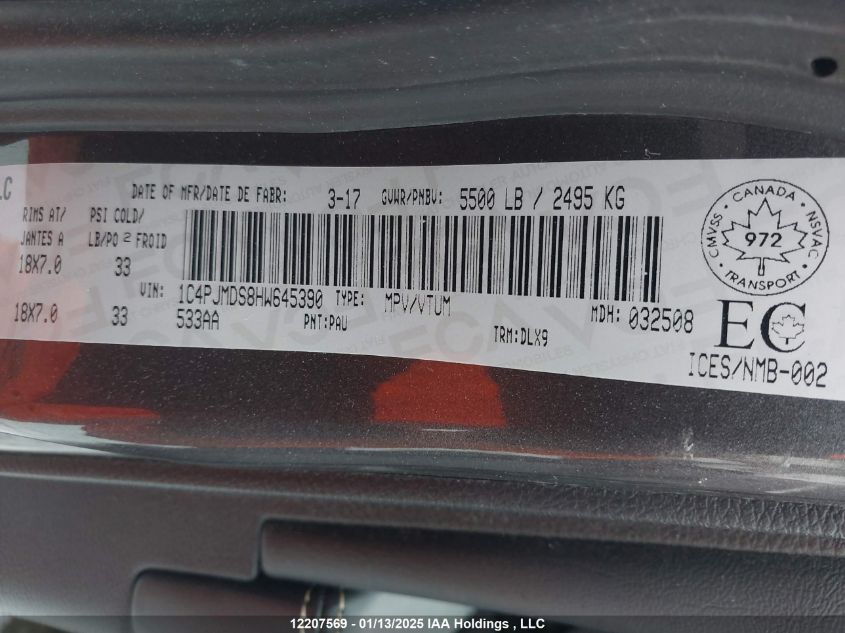 LC
DATE OF MFR/DATE DE FABR: 3-17 GVWR/PNBV: 5500 LB / 2495 KG
RIMS AT/ PSI COLD/
JANTES A LB/PO² FROID
18X7.0 33
VIN: 1C4PJMDS8HW645390 TYPE: MPV/VTUM MDH: 032508
18X7.0 33 533AA PNT:PAU TRM:DLX9
CMVSS · CANADA · NSVAC
972
TRANSPORT
EC
ICES/NMB-002
12207569 - 01/13/2025 IAA Holdings , LLC